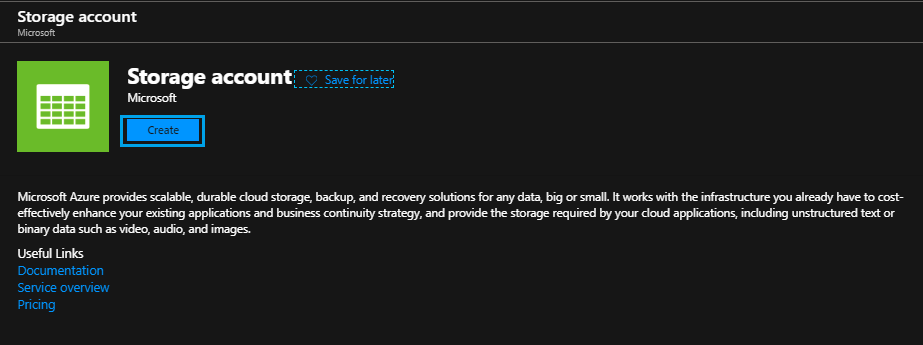 Storage account
Microsoft
Storage account
Save for later
Microsoft
Create
Microsoft Azure provides scalable, durable cloud storage, backup, and recovery solutions for any data, big or small. It works with the infrastructure you already have to cost-
effectively enhance your existing applications and business continuity strategy, and provide the storage required by your cloud applications, including unstructured text or
binary data such as video, audio, and images.
Useful Links
Documentation
Service overview
Pricing